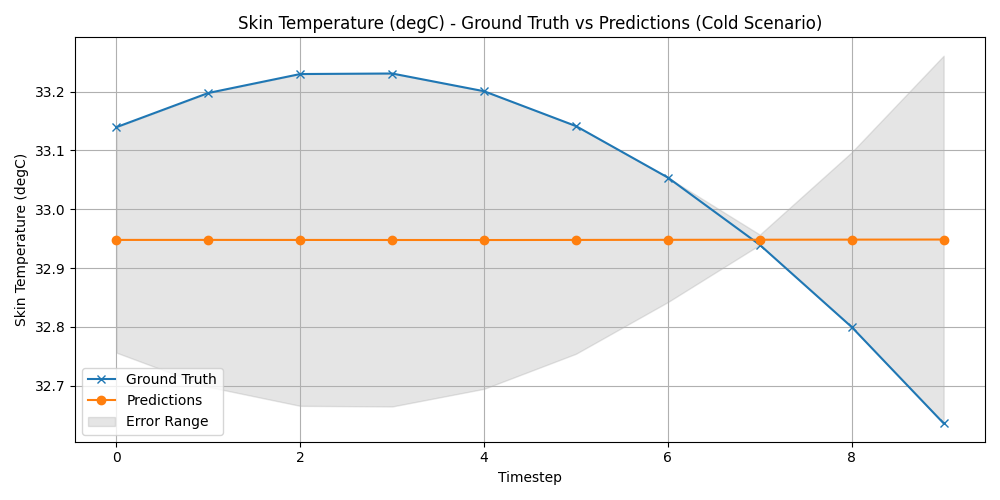 Skin Temperature (degC) - Ground Truth vs Predictions (Cold Scenario)
Skin Temperature (degC)
33.2
33.1
33.0
32.9
32.8
32.7
Ground Truth
Predictions
Error Range
0
2
4
6
8
Timestep